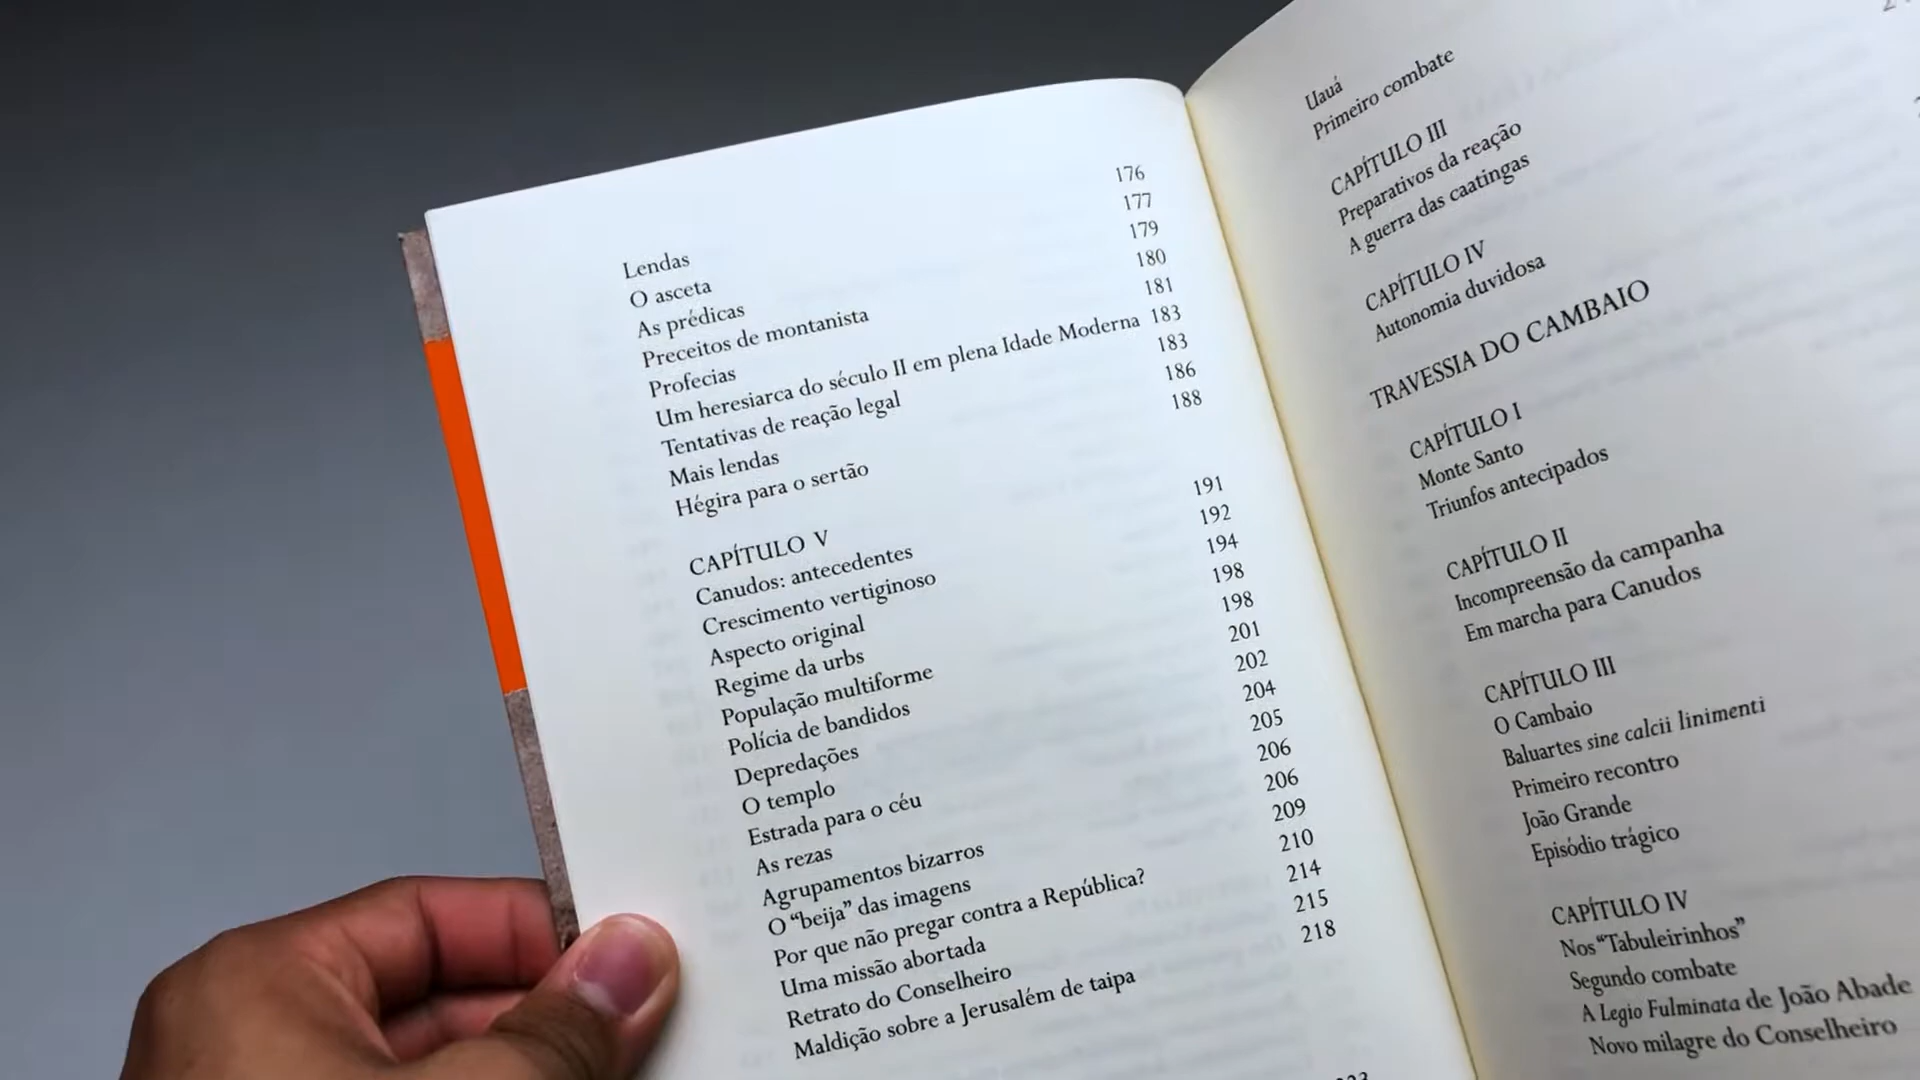 Lendas 176
O asceta 177
As prédicas 179
Preceitos de montanista 180
Profecias 181
Um heresiarca do século II em plena Idade Moderna 183
Tentativas de reação legal 183
Mais lendas 186
Hégira para o sertão 188
CAPÍTULO V
Canudos: antecedentes 191
Crescimento vertiginoso 192
Aspecto original 194
Regime da urbs 198
População multiforme 198
Polícia de bandidos 201
Depredações 202
O templo 204
Estrada para o céu 205
As rezas 206
Agrupamentos bizarros 206
O “beija” das imagens 209
Por que não pregar contra a República? 210
Uma missão abortada 214
Retrato do Conselheiro 215
Maldição sobre a Jerusalém de taipa 218
Uauá
Primeiro combate
CAPÍTULO III
Preparativos da reação
A guerra das caatingas
CAPÍTULO IV
Autonomia duvidosa
TRAVESSIA DO CAMBAIO
CAPÍTULO I
Monte Santo
Triunfos antecipados
CAPÍTULO II
Incompreensão da campanha
Em marcha para Canudos
CAPÍTULO III
O Cambaio
Baluartes sine calcii linimenti
Primeiro recontro
João Grande
Episódio trágico
CAPÍTULO IV
Nos “Tabuleirinhos”
Segundo combate
A Legio Fulminata de João Abade
Novo milagre do Conselheiro